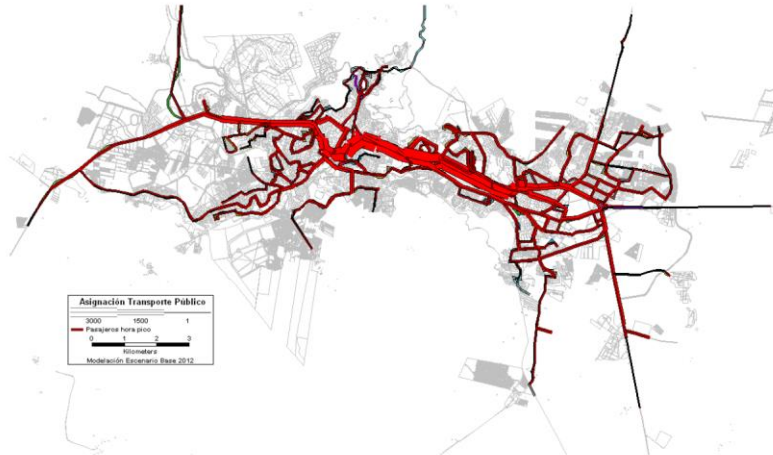 Asignación Transporte Público
3000 1500 1
Pasajeros hora pico
0 1 2 3
Kilometers
Modelación Escenario Base 2012